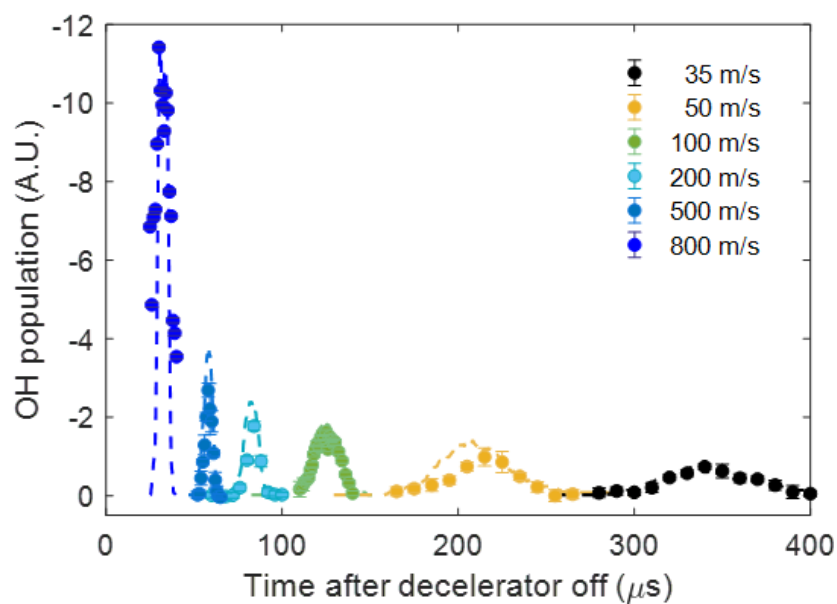 -12
-10
-8
-6
-4
-2
0
OH population (A.U.)
35 m/s
50 m/s
100 m/s
200 m/s
500 m/s
800 m/s
0 100 200 300 400
Time after decelerator off (μs)